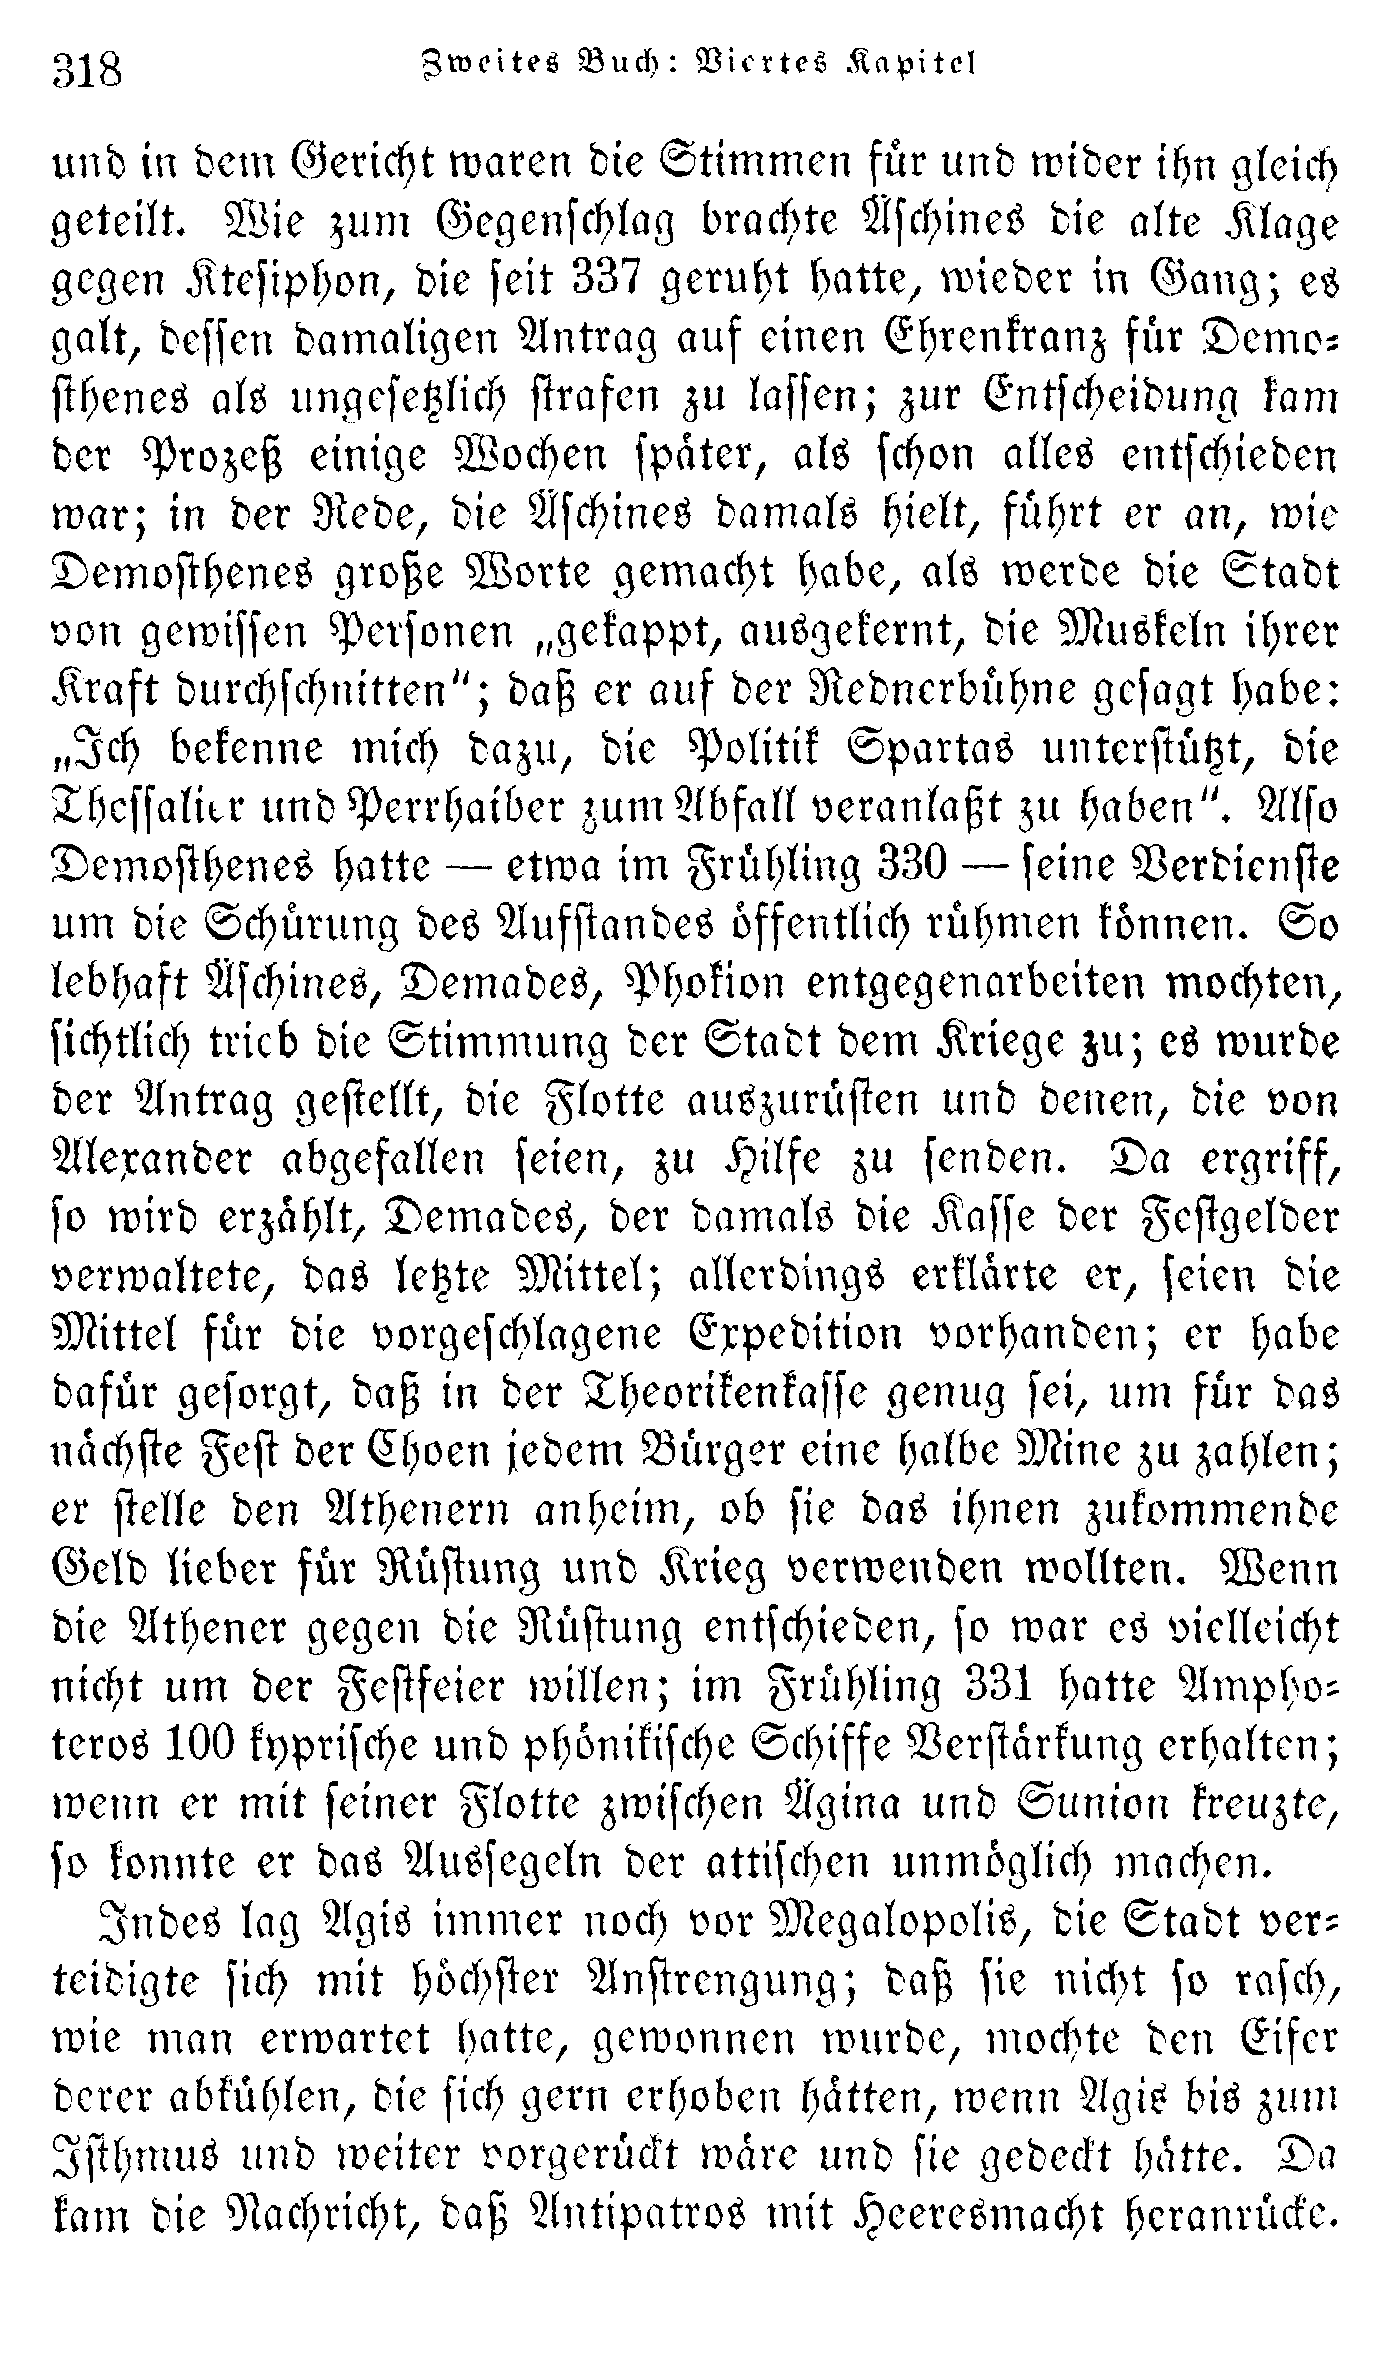 318 Zweites Buch: Viertes Kapitel
und in dem Gericht waren die Stimmen für und wider ihn gleich
geteilt. Wie zum Gegenschlag brachte Äschines die alte Klage
gegen Ktesiphon, die seit 337 geruht hatte, wieder in Gang; es
galt, dessen damaligen Antrag auf einen Ehrenkranz für Demo-
sthenes als ungesetzlich strafen zu lassen; zur Entscheidung kam
der Prozeß einige Wochen später, als schon alles entschieden
war; in der Rede, die Äschines damals hielt, führt er an, wie
Demosthenes große Worte gemacht habe, als werde die Stadt
von gewissen Personen „gekappt, ausgekernt, die Muskeln ihrer
Kraft durchschnitten“; daß er auf der Rednerbühne gesagt habe:
„Ich bekenne mich dazu, die Politik Spartas unterstützt, die
Thessalier und Perrhaiber zum Abfall veranlaßt zu haben“. Also
Demosthenes hatte — etwa im Frühling 330 — seine Verdienste
um die Schürung des Aufstandes öffentlich rühmen können. So
lebhaft Äschines, Demades, Phokion entgegenarbeiten mochten,
sichtlich trieb die Stimmung der Stadt dem Kriege zu; es wurde
der Antrag gestellt, die Flotte auszurüsten und denen, die von
Alexander abgefallen seien, zu Hilfe zu senden. Da ergriff,
so wird erzählt, Demades, der damals die Kasse der Festgelder
verwaltete, das letzte Mittel; allerdings erklärte er, seien die
Mittel für die vorgeschlagene Expedition vorhanden; er habe
dafür gesorgt, daß in der Theorikenkasse genug sei, um für das
nächste Fest der Choen jedem Bürger eine halbe Mine zu zahlen;
er stelle den Athenern anheim, ob sie das ihnen zukommende
Geld lieber für Rüstung und Krieg verwenden wollten. Wenn
die Athener gegen die Rüstung entschieden, so war es vielleicht
nicht um der Festfeier willen; im Frühling 331 hatte Ampho-
teros 100 kyprische und phönikische Schiffe Verstärkung erhalten;
wenn er mit seiner Flotte zwischen Ägina und Sunion kreuzte,
so konnte er das Aussegeln der attischen unmöglich machen.
Indes lag Agis immer noch vor Megalopolis, die Stadt ver-
teidigte sich mit höchster Anstrengung; daß sie nicht so rasch,
wie man erwartet hatte, gewonnen wurde, mochte den Eifer
derer abkühlen, die sich gern erhoben hätten, wenn Agis bis zum
Isthmus und weiter vorgerückt wäre und sie gedeckt hätte. Da
kam die Nachricht, daß Antipatros mit Heeresmacht heranrücke.